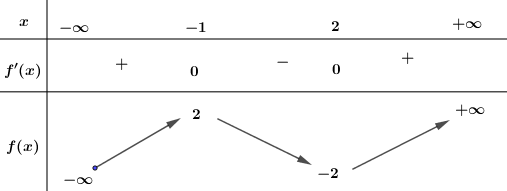 x −∞ −1 2 +∞
f′(x) + 0 − 0 +
2 +∞
f(x)
−∞ −2